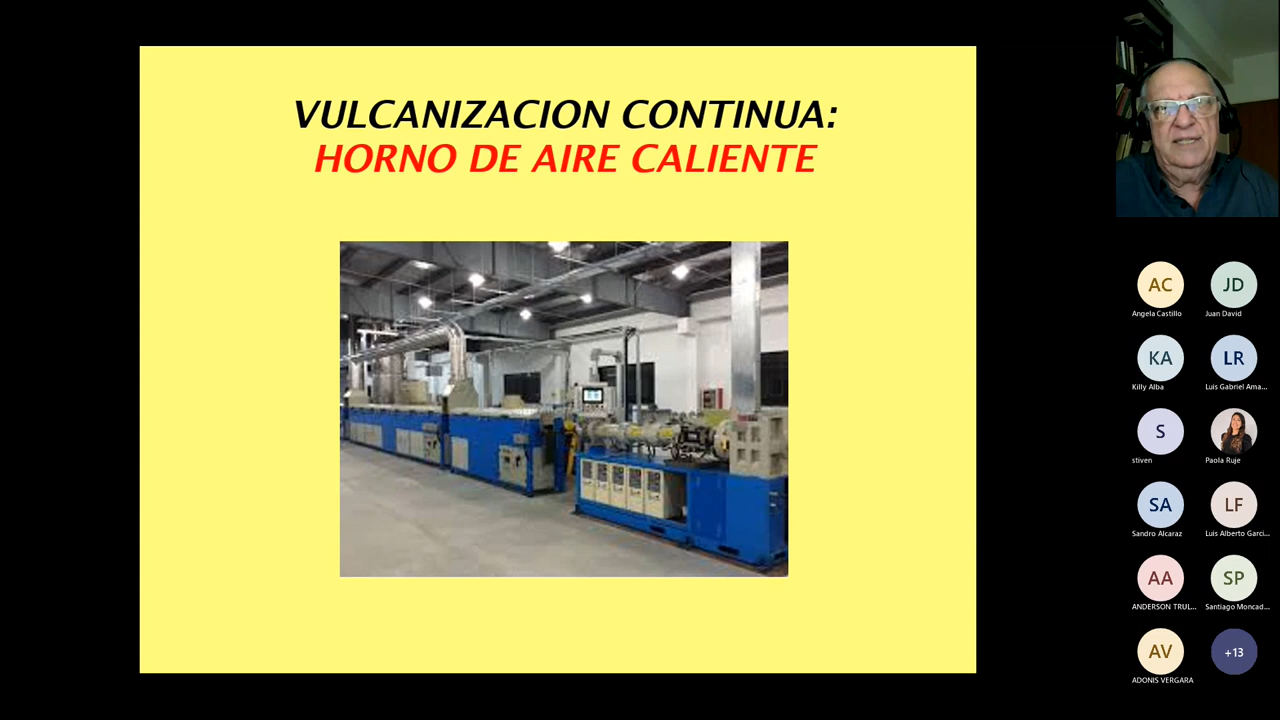 VULCANIZACION CONTINUA:
HORNO DE AIRE CALIENTE
AC
JD
Angela Castillo
Juan David
KA
LR
Killy Alba
Luis Gabriel Ama...
S
stiven
Paola Ruje
SA
LF
Sandro Alcaraz
Luis Alberto Garci...
AA
SP
ANDERSON TRUL...
Santiago Moncad...
AV
+13
ADONIS VERGARA